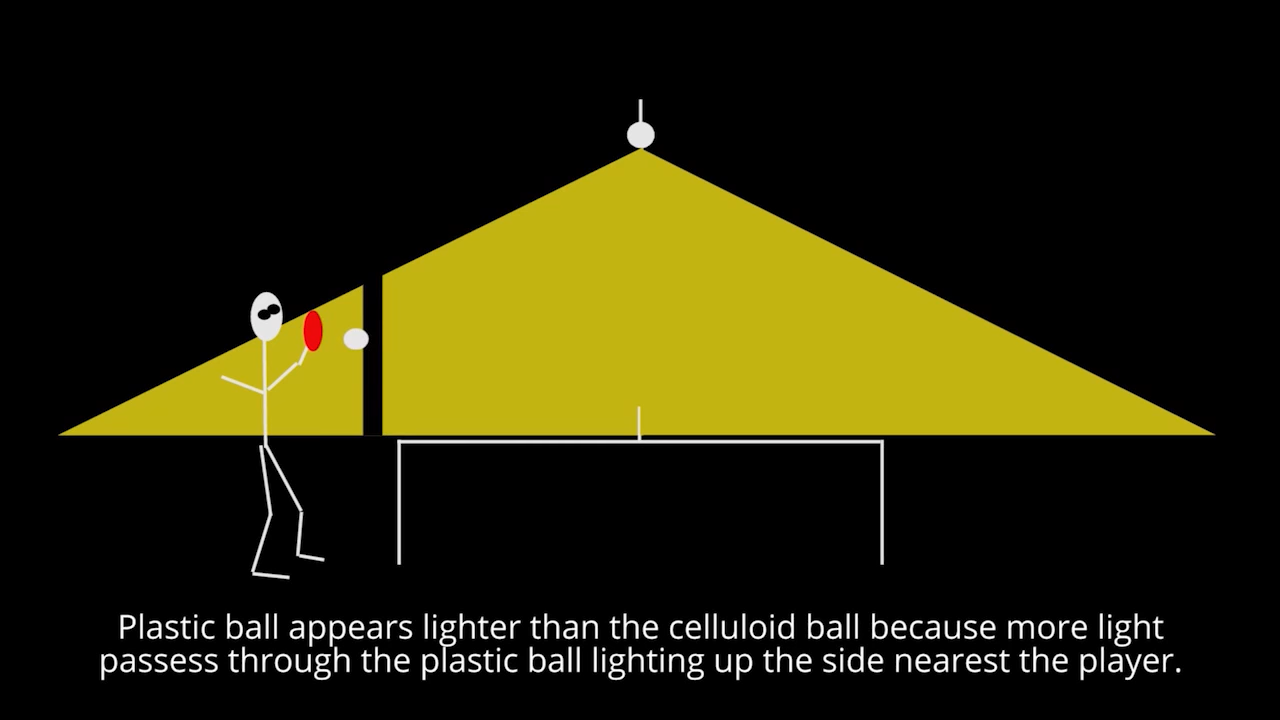 Plastic ball appears lighter than the celluloid ball because more light
passess through the plastic ball lighting up the side nearest the player.